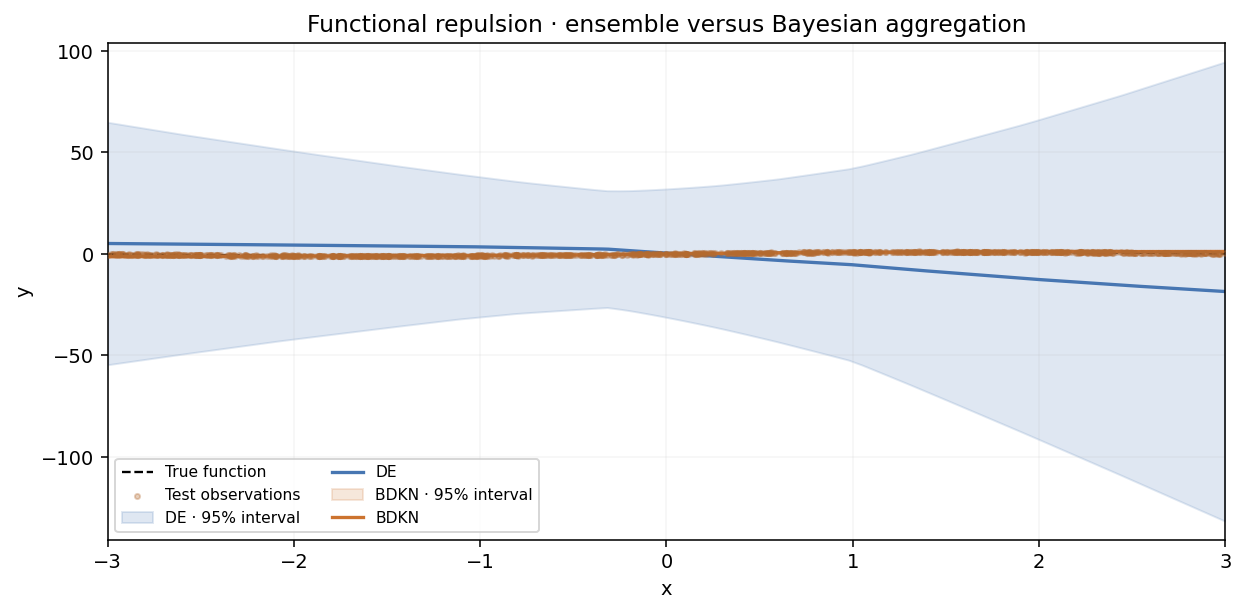 Functional repulsion · ensemble versus Bayesian aggregation
100
50
0
−50
−100
y
True function
Test observations
DE · 95% interval
DE
BDKN · 95% interval
BDKN
−3
−2
−1
0
1
2
3
x